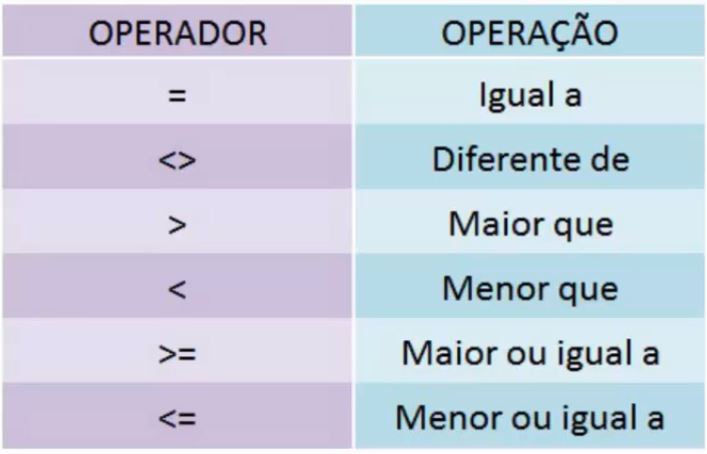 OPERADOR OPERAÇÃO
= Igual a
<> Diferente de
> Maior que
< Menor que
>= Maior ou igual a
<= Menor ou igual a